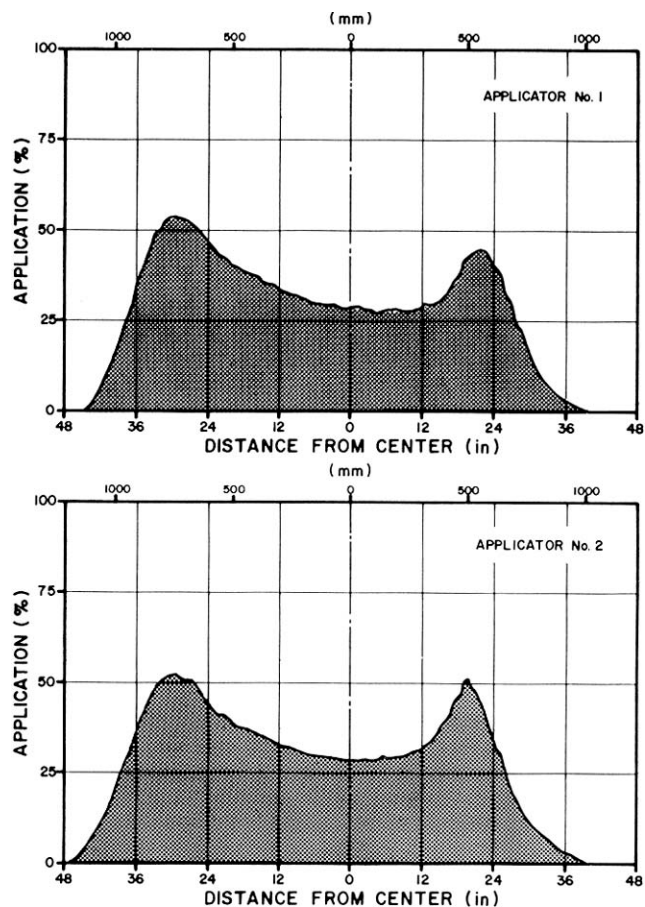 (mm)
1000 500 0 500 1000
100
75
50
25
0
APPLICATION (%)
APPLICATOR No. 1
48 36 24 12 0 12 24 36 48
DISTANCE FROM CENTER (in)
(mm)
1000 500 0 500 1000
100
75
50
25
0
APPLICATION (%)
APPLICATOR No. 2
48 36 24 12 0 12 24 36 48
DISTANCE FROM CENTER (in)